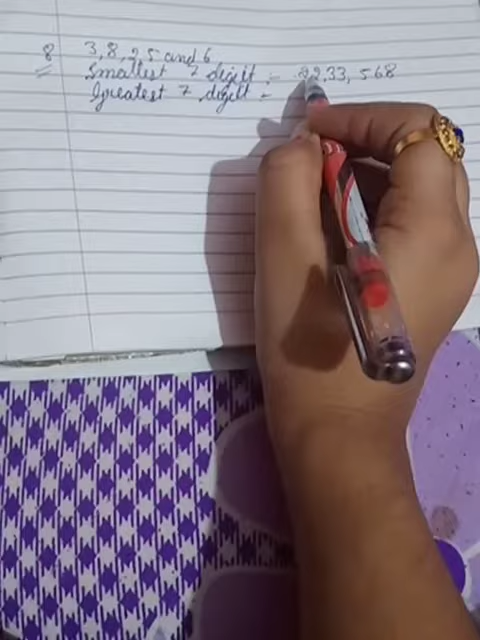 8 3, 8, 2, 5 and 6
Smallest 7 digit = 22,33, 568
Greatest 7 digit =